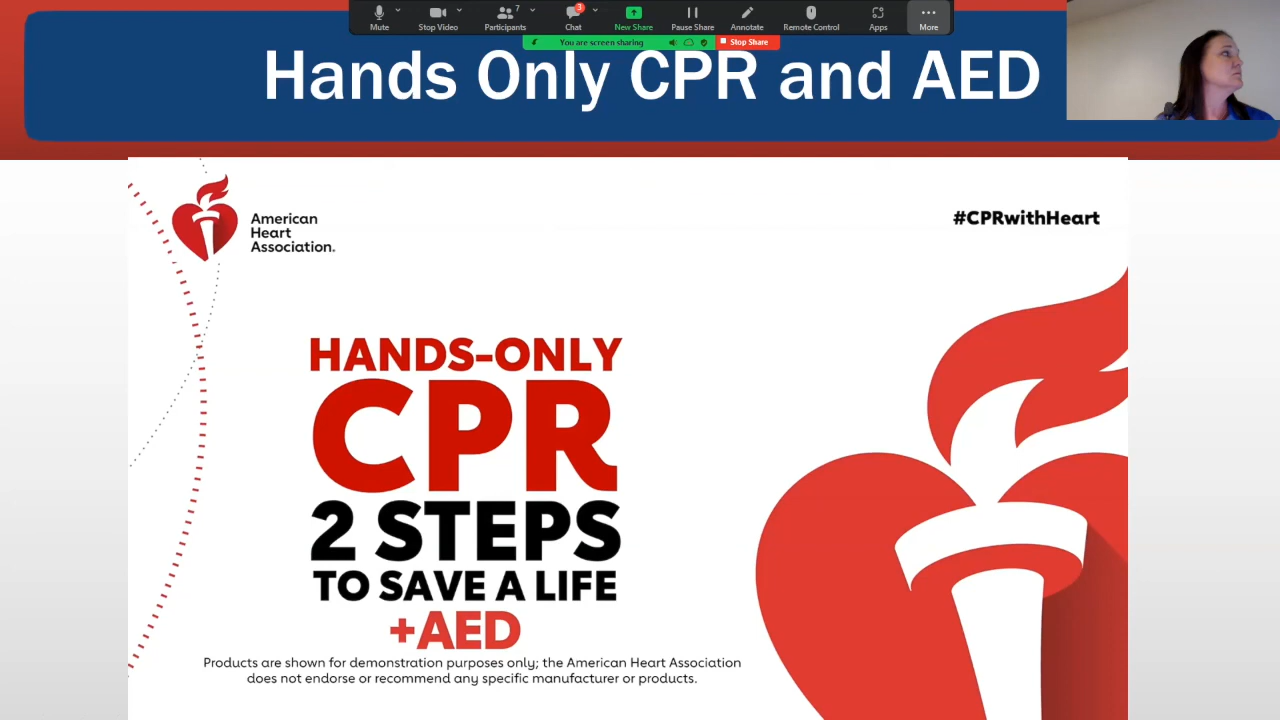 7
3
Mute
Stop Video
Participants
Chat
New Share
Pause Share
Annotate
Remote Control
Apps
More
You are screen sharing
Stop Share
Hands Only CPR and AED
American
Heart
Association.
#CPRwithHeart
HANDS-ONLY
CPR
2 STEPS
TO SAVE A LIFE
+AED
Products are shown for demonstration purposes only; the American Heart Association
does not endorse or recommend any specific manufacturer or products.